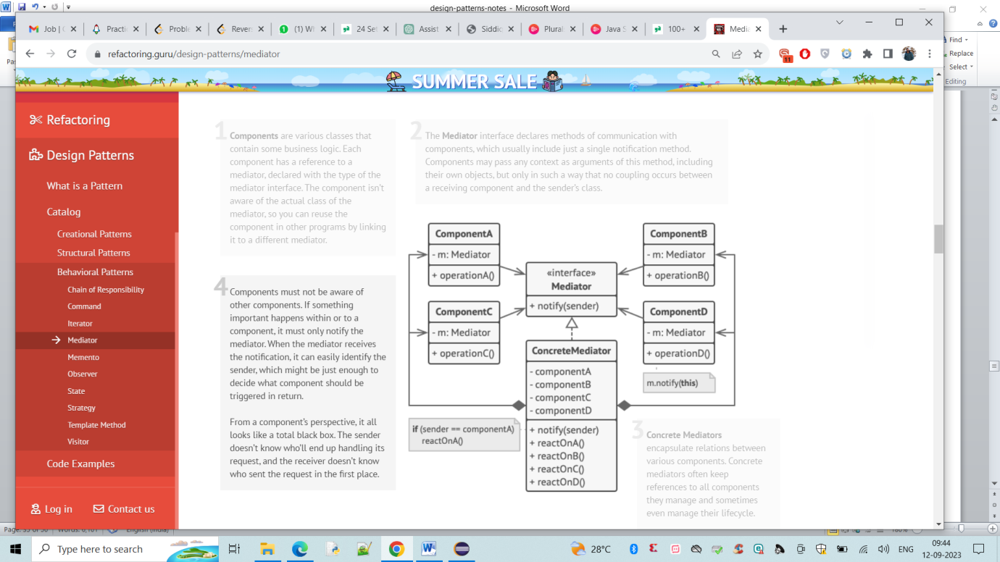 design-patterns-notes - Microsoft Word
Job | C
Practi
Proble
Revers
(1) Wh
24 Set
Assist
Siddic
Plural
Java S
100+
Media
refactoring.guru/design-patterns/mediator
11
Find
Replace
Select
Editing
SUMMER SALE
Refactoring
Design Patterns
What is a Pattern
Catalog
Creational Patterns
Structural Patterns
Behavioral Patterns
Chain of Responsibility
Command
Iterator
Mediator
Memento
Observer
State
Strategy
Template Method
Visitor
Code Examples
Log in
Contact us
1
Components are various classes that
contain some business logic. Each
component has a reference to a
mediator, declared with the type of the
mediator interface. The component isn't
aware of the actual class of the
mediator, so you can reuse the
component in other programs by linking
it to a different mediator.
2
The Mediator interface declares methods of communication with
components, which usually include just a single notification method.
Components may pass any context as arguments of this method, including
their own objects, but only in such a way that no coupling occurs between
a receiving component and the sender's class.
4
Components must not be aware of
other components. If something
important happens within or to a
component, it must only notify the
mediator. When the mediator receives
the notification, it can easily identify the
sender, which might be just enough to
decide what component should be
triggered in return.
From a component's perspective, it all
looks like a total black box. The sender
doesn't know who'll end up handling its
request, and the receiver doesn't know
who sent the request in the first place.
ComponentA
- m: Mediator
+ operationA()
ComponentB
- m: Mediator
+ operationB()
«interface»
Mediator
+ notify(sender)
ComponentC
- m: Mediator
+ operationC()
ComponentD
- m: Mediator
+ operationD()
m.notify(this)
ConcreteMediator
- componentA
- componentB
- componentC
- componentD
+ notify(sender)
+ reactOnA()
+ reactOnB()
+ reactOnC()
+ reactOnD()
if (sender == componentA)
reactOnA()
3
Concrete Mediators
encapsulate relations between
various components. Concrete
mediators often keep
references to all components
they manage and sometimes
even manage their lifecycle.
Type here to search
28°C
ENG
09:44
12-09-2023